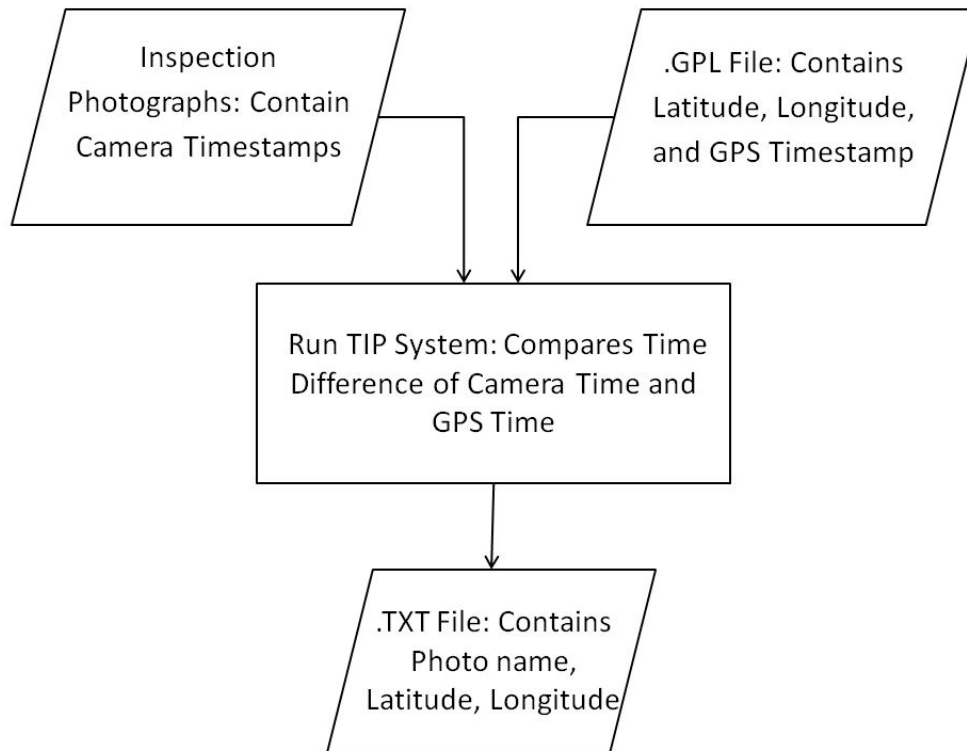 Inspection
Photographs: Contain
Camera Timestamps
.GPL File: Contains
Latitude, Longitude,
and GPS Timestamp
Run TIP System: Compares Time
Difference of Camera Time and
GPS Time
.TXT File: Contains
Photo name,
Latitude, Longitude